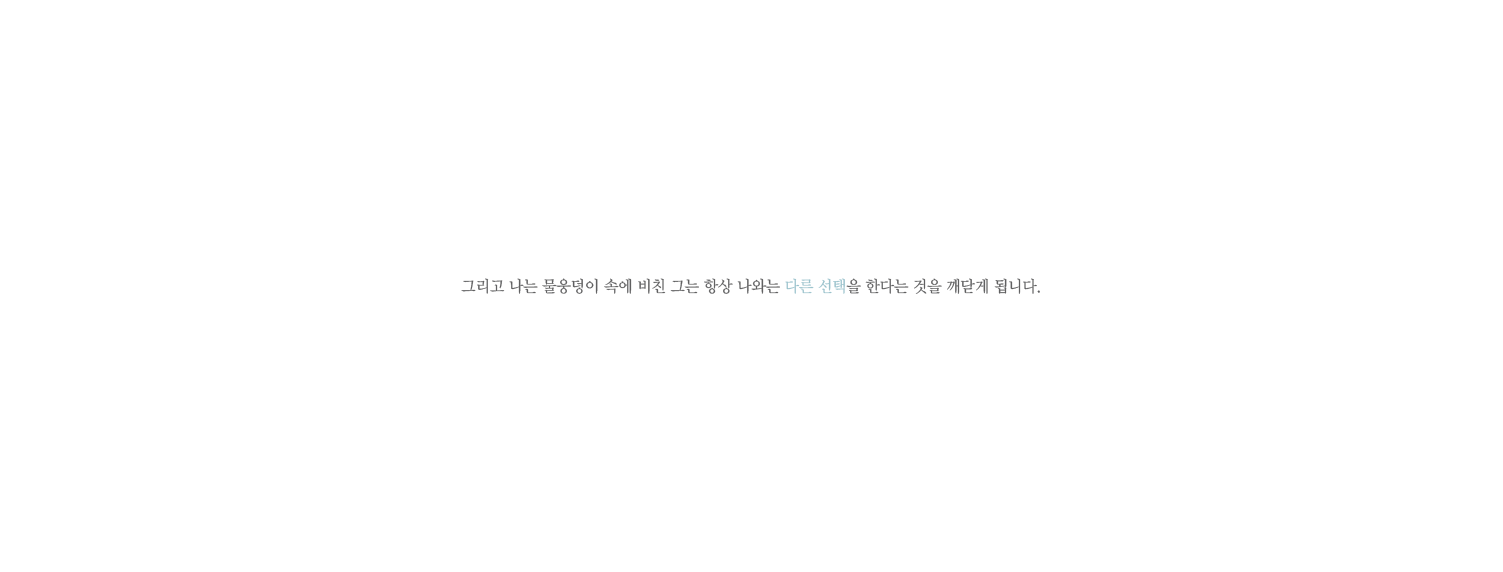 그리고 나는 물웅덩이 속에 비친 그는 항상 나와는 다른 선택을 한다는 것을 깨닫게 됩니다.